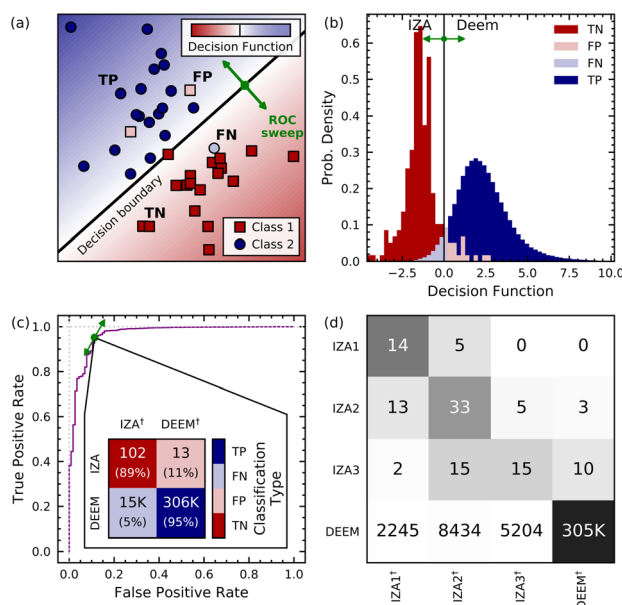 (a)
Decision Function
TP
FP
ROC
sweep
FN
TN
Decision boundary
Class 1
Class 2
(b)
IZA
Deem
TN
FP
FN
TP
Prob. Density
0.6
0.5
0.4
0.3
0.2
0.1
0.0
−2.5 0.0 2.5 5.0 7.5 10.0
Decision Function
(c)
True Positive Rate
1.0
0.8
0.6
0.4
0.2
0.0
IZA† DEEM†
IZA
102 13
(89%) (11%)
DEEM
15K 306K
(5%) (95%)
TP
FN
FP
TN
Classification
Type
0.0 0.2 0.4 0.6 0.8 1.0
False Positive Rate
(d)
IZA1 14 5 0 0
IZA2 13 33 5 3
IZA3 2 15 15 10
DEEM 2245 8434 5204 305K
IZA1† IZA2† IZA3† DEEM†